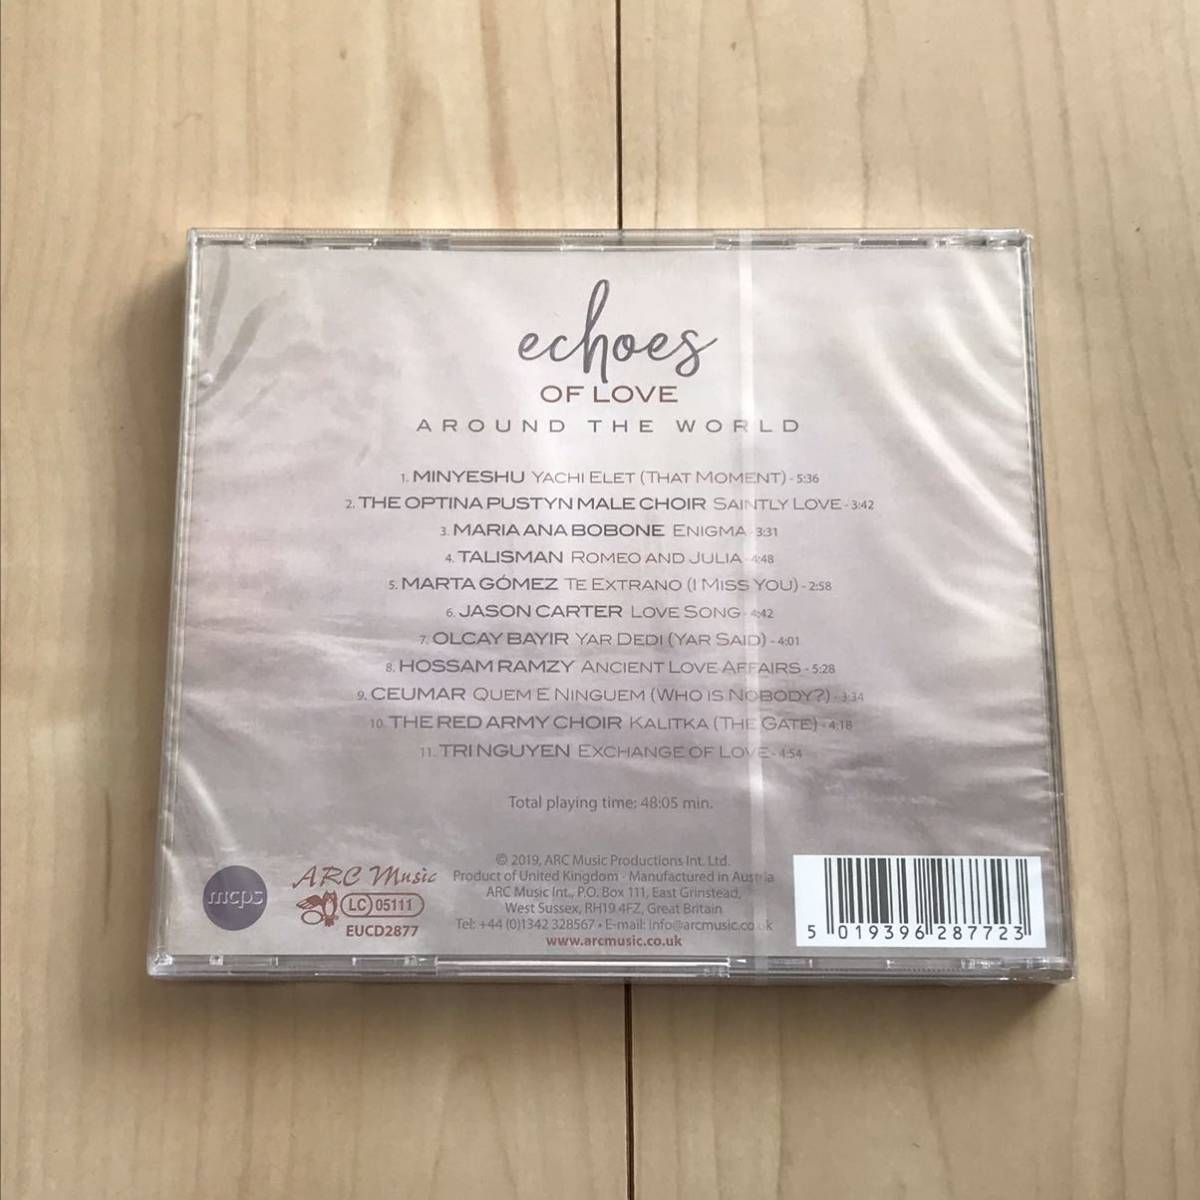 echoes
OF LOVE
AROUND THE WORLD
1. MINYESHU YACHI ELET (THAT MOMENT) - 5:36
2. THE OPTINA PUSTYN MALE CHOIR SAINTLY LOVE - 3:42
3. MARIA ANA BOBONE ENIGMA - 3:31
4. TALISMAN ROMEO AND JULIA - 4:48
5. MARTA GÓMEZ TE EXTRANO (I MISS YOU) - 2:58
6. JASON CARTER LOVE SONG - 4:42
7. OLCAY BAYIR YAR DEDI (YAR SAID) - 4:01
8. HOSSAM RAMZY ANCIENT LOVE AFFAIRS - 5:28
9. CEUMAR QUEM E NINGUEM (WHO IS NOBODY?) - 3:34
10. THE RED ARMY CHOIR KALITKA (THE GATE) - 4:18
11. TRI NGUYEN EXCHANGE OF LOVE - 4:54
Total playing time: 48:05 min.
mcps
ARC Music
LC 05111
EUCD2877
© 2019, ARC Music Productions Int. Ltd.
Product of United Kingdom - Manufactured in Austria
ARC Music Int., P.O. Box 111, East Grinstead,
West Sussex, RH19 4FZ, Great Britain
Tel: +44 (0)1342 328567 • E-mail: info@arcmusic.co.uk
www.arcmusic.co.uk
5 019396 287723